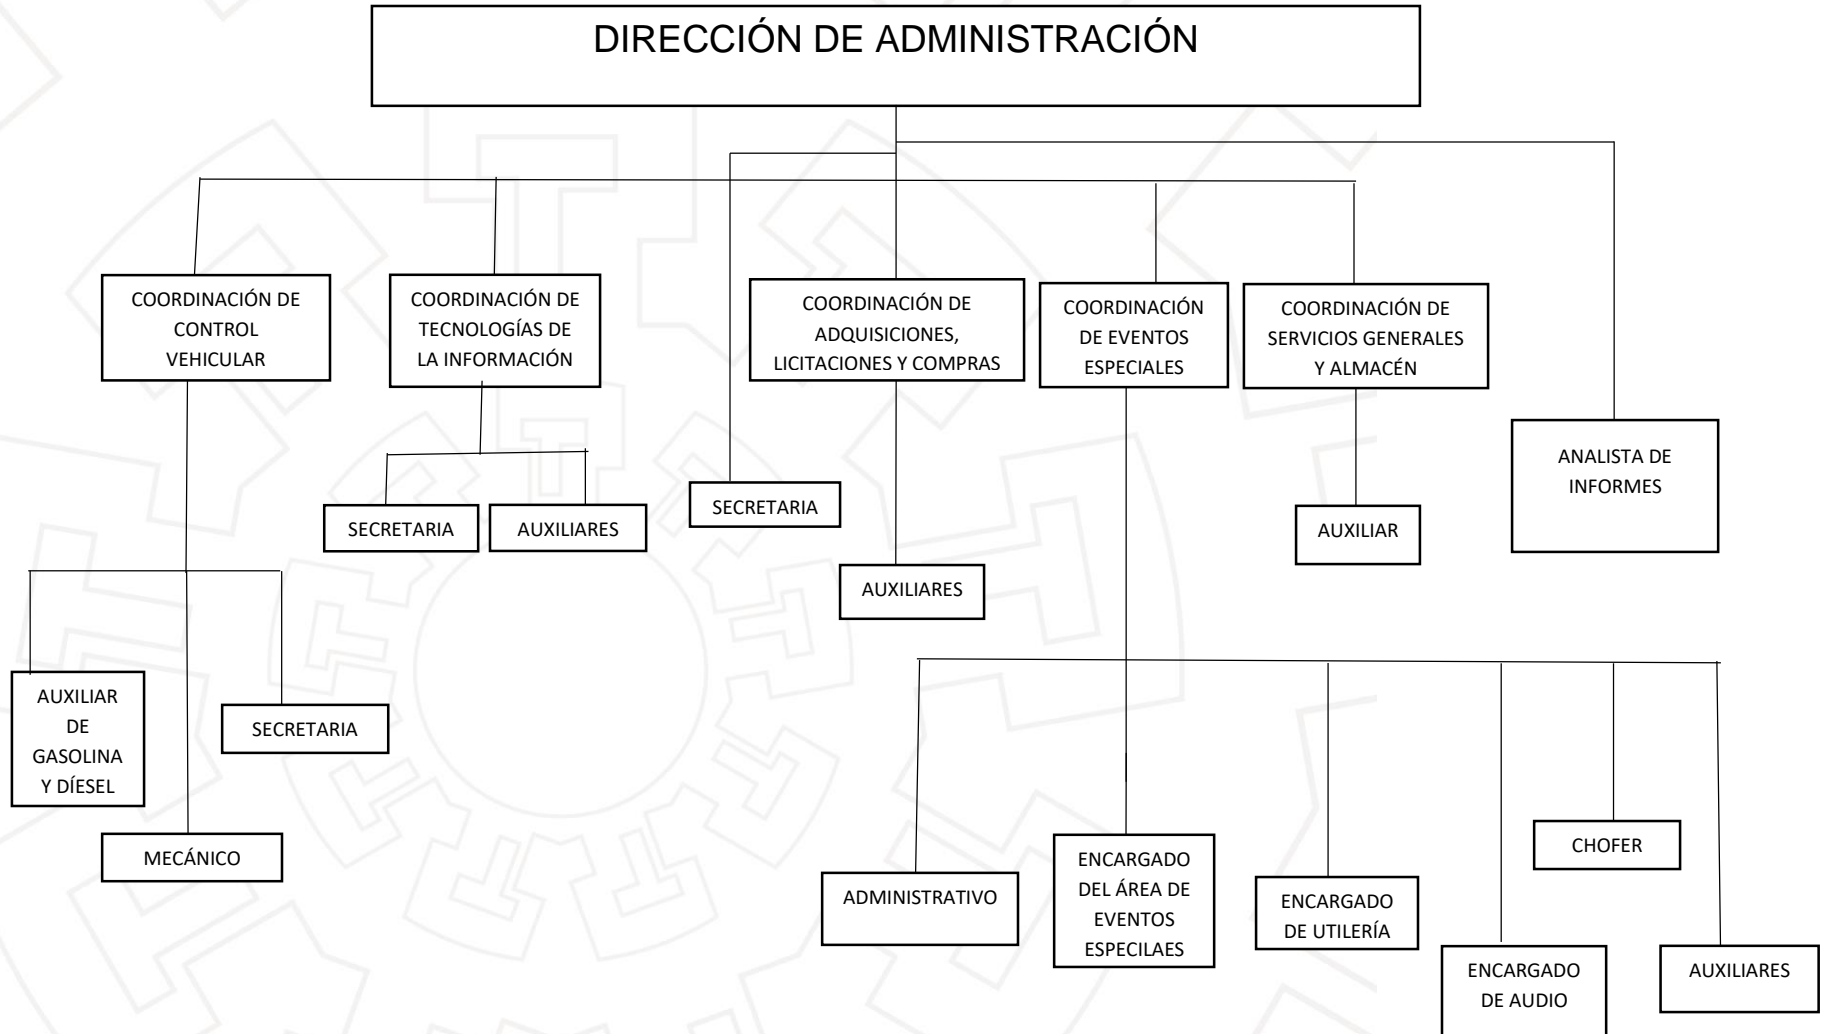 DIRECCIÓN DE ADMINISTRACIÓN
COORDINACIÓN DE
CONTROL
VEHICULAR
COORDINACIÓN DE
TECNOLOGÍAS DE
LA INFORMACIÓN
COORDINACIÓN DE
ADQUISICIONES,
LICITACIONES Y COMPRAS
COORDINACIÓN
DE EVENTOS
ESPECIALES
COORDINACIÓN DE
SERVICIOS GENERALES
Y ALMACÉN
ANALISTA DE
INFORMES
SECRETARIA
AUXILIARES
SECRETARIA
AUXILIAR
AUXILIARES
AUXILIAR
DE
GASOLINA
Y DÍESEL
SECRETARIA
MECÁNICO
ADMINISTRATIVO
ENCARGADO
DEL ÁREA DE
EVENTOS
ESPECILAES
ENCARGADO
DE UTILERÍA
ENCARGADO
DE AUDIO
CHOFER
AUXILIARES